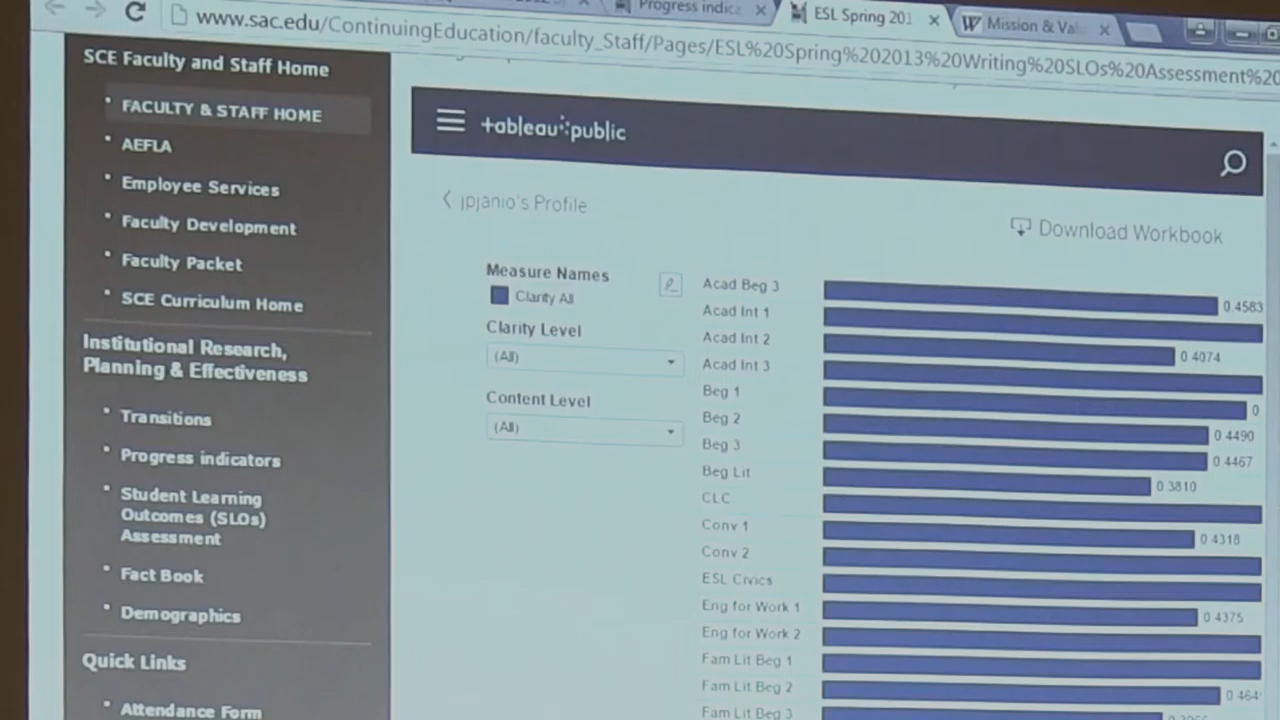 Progress indica
ESL Spring 201
Mission & Val
www.sac.edu/ContinuingEducation/faculty_Staff/Pages/ESL%20Spring%202013%20Writing%20SLOs%20Assessment%20
SCE Faculty and Staff Home
FACULTY & STAFF HOME
AEFLA
Employee Services
Faculty Development
Faculty Packet
SCE Curriculum Home
Institutional Research,
Planning & Effectiveness
Transitions
Progress indicators
Student Learning
Outcomes (SLOs)
Assessment
Fact Book
Demographics
Quick Links
Attendance Form
tableau public
jpjanio's Profile
Download Workbook
Measure Names
Clarity All
Clarity Level
(All)
Content Level
(All)
Acad Beg 3 0.4583
Acad Int 1
Acad Int 2 0.4074
Acad Int 3
Beg 1 0
Beg 2 0.4490
Beg 3 0.4467
Beg Lit 0.3810
CLC
Conv 1 0.4318
Conv 2
ESL Civics
Eng for Work 1 0.4375
Eng for Work 2
Fam Lit Beg 1
Fam Lit Beg 2 0.464
Fam Lit Beg 3